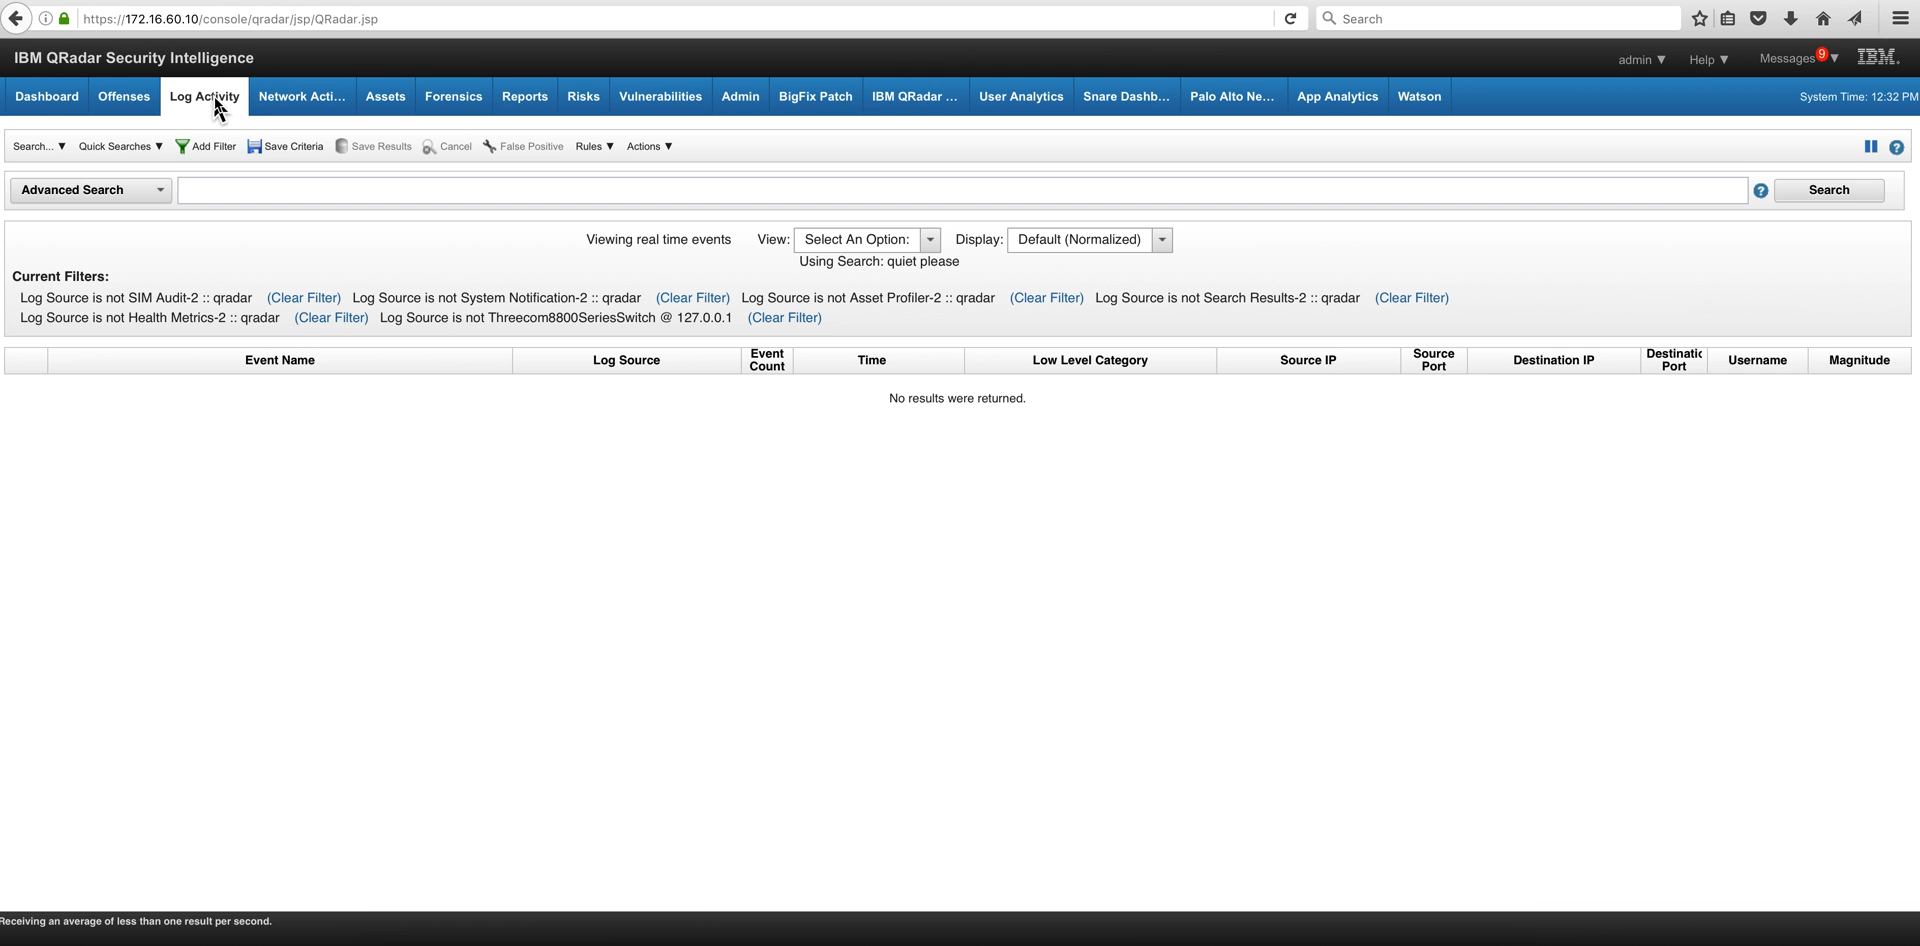 https://172.16.60.10/console/qradar/jsp/QRadar.jsp Search
IBM QRadar Security Intelligence admin ▼ Help ▼ Messages 9 ▼ IBM.
Dashboard Offenses Log Activity Network Acti... Assets Forensics Reports Risks Vulnerabilities Admin BigFix Patch IBM QRadar ... User Analytics Snare Dashb... Palo Alto Ne... App Analytics Watson System Time: 12:32 PM
Search... ▼ Quick Searches ▼ Add Filter Save Criteria Save Results Cancel False Positive Rules ▼ Actions ▼
Advanced Search Search
Viewing real time events View: Select An Option: Display: Default (Normalized)
Using Search: quiet please
Current Filters:
Log Source is not SIM Audit-2 :: qradar (Clear Filter) Log Source is not System Notification-2 :: qradar (Clear Filter) Log Source is not Asset Profiler-2 :: qradar (Clear Filter) Log Source is not Search Results-2 :: qradar (Clear Filter)
Log Source is not Health Metrics-2 :: qradar (Clear Filter) Log Source is not Threecom8800SeriesSwitch @ 127.0.0.1 (Clear Filter)
Event Name Log Source Event Count Time Low Level Category Source IP Source Port Destination IP Destinatic Port Username Magnitude
No results were returned.
Receiving an average of less than one result per second.